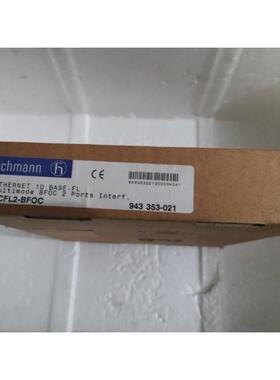 chmann h
CE
THERNET 10 BASE-FL
ultimode BFOC 2 Ports Interf.
CFL2-BFOC
943 353-021